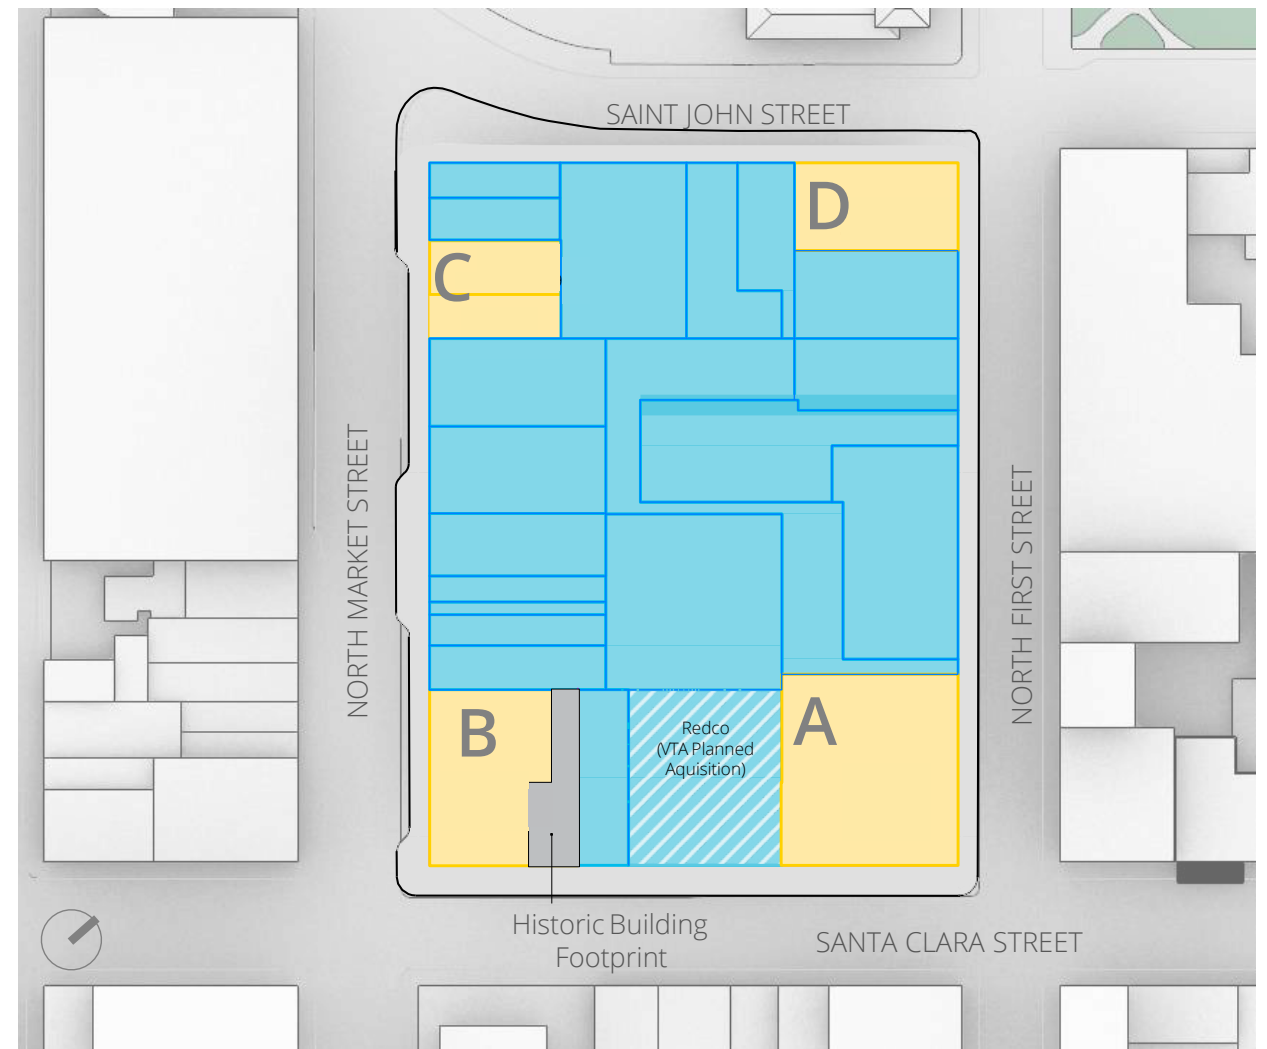 SAINT JOHN STREET
D
C
NORTH MARKET STREET
NORTH FIRST STREET
B
A
Redco
(VTA Planned
Aquisition)
Historic Building
Footprint
SANTA CLARA STREET